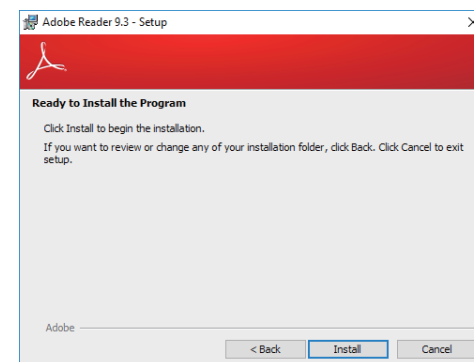 Adobe Reader 9.3 - Setup
Ready to Install the Program
Click Install to begin the installation.
If you want to review or change any of your installation folder, click Back. Click Cancel to exit
setup.
Adobe
< Back Install Cancel